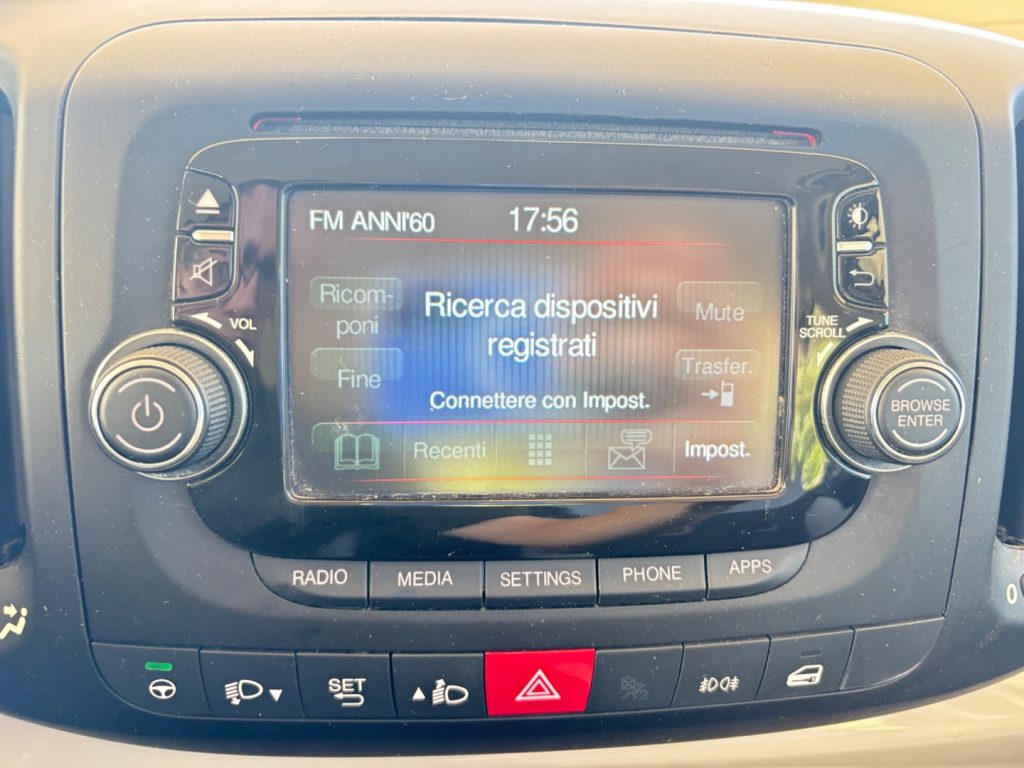 FM ANNI'60 17:56
Ricom-
poni
Ricerca dispositivi
registrati
Mute
Fine
Trasfer.
Connettere con Impost.
Recenti
Impost.
VOL
TUNE
SCROLL
BROWSE
ENTER
RADIO MEDIA SETTINGS PHONE APPS
SET
0